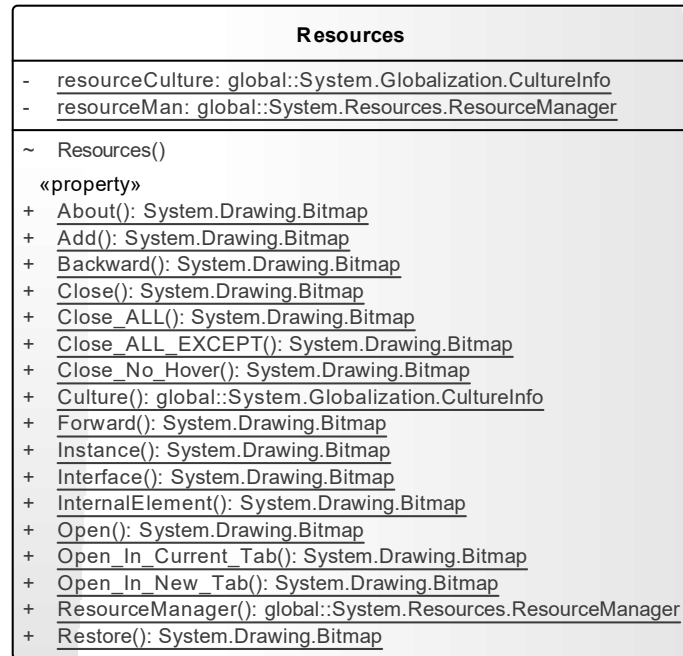 Resources
- resourceCulture: global::System.Globalization.CultureInfo
- resourceMan: global::System.Resources.ResourceManager
~ Resources()
«property»
+ About(): System.Drawing.Bitmap
+ Add(): System.Drawing.Bitmap
+ Backward(): System.Drawing.Bitmap
+ Close(): System.Drawing.Bitmap
+ Close_ALL(): System.Drawing.Bitmap
+ Close_ALL_EXCEPT(): System.Drawing.Bitmap
+ Close_No_Hover(): System.Drawing.Bitmap
+ Culture(): global::System.Globalization.CultureInfo
+ Forward(): System.Drawing.Bitmap
+ Instance(): System.Drawing.Bitmap
+ Interface(): System.Drawing.Bitmap
+ InternalElement(): System.Drawing.Bitmap
+ Open(): System.Drawing.Bitmap
+ Open_In_Current_Tab(): System.Drawing.Bitmap
+ Open_In_New_Tab(): System.Drawing.Bitmap
+ ResourceManager(): global::System.Resources.ResourceManager
+ Restore(): System.Drawing.Bitmap